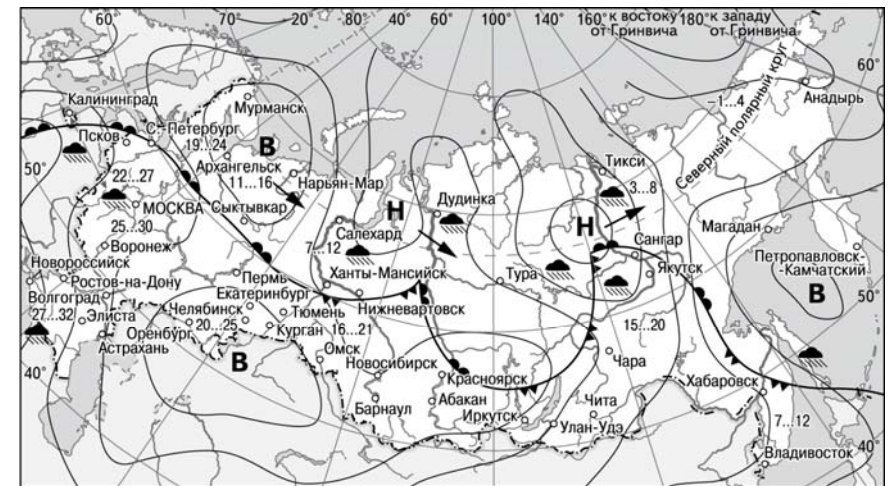 60° 70° 20° 80° 40° 60° 100° 140° 160° к востоку 180° к западу
от Гринвича от Гринвича
60°
Северный полярный круг
Калининград
Мурманск
−1...4
Анадырь
Псков
С.-Петербург
19...24
В
50°
Архангельск
11...16
Нарьян-Мар
Тикси
3...8
22...27
МОСКВА
Сыктывкар
Н
Дудинка
Н
Магадан
25...30
Салехард
Сангар
Воронеж
7...12
Петропавловск-
-Камчатский
Новороссийск
Пермь
Ханты-Мансийск
Тура
Якутск
Ростов-на-Дону
Екатеринбург
В
Волгоград
27...32
Челябинск
Тюмень
Нижневартовск
50°
Элиста
20...25
Курган
16...21
15...20
Оренбург
Астрахань
Омск
В
Новосибирск
Чара
Хабаровск
40°
Красноярск
Барнаул
Абакан
Чита
Иркутск
7...12
Улан-Удэ
40°
50°
Владивосток